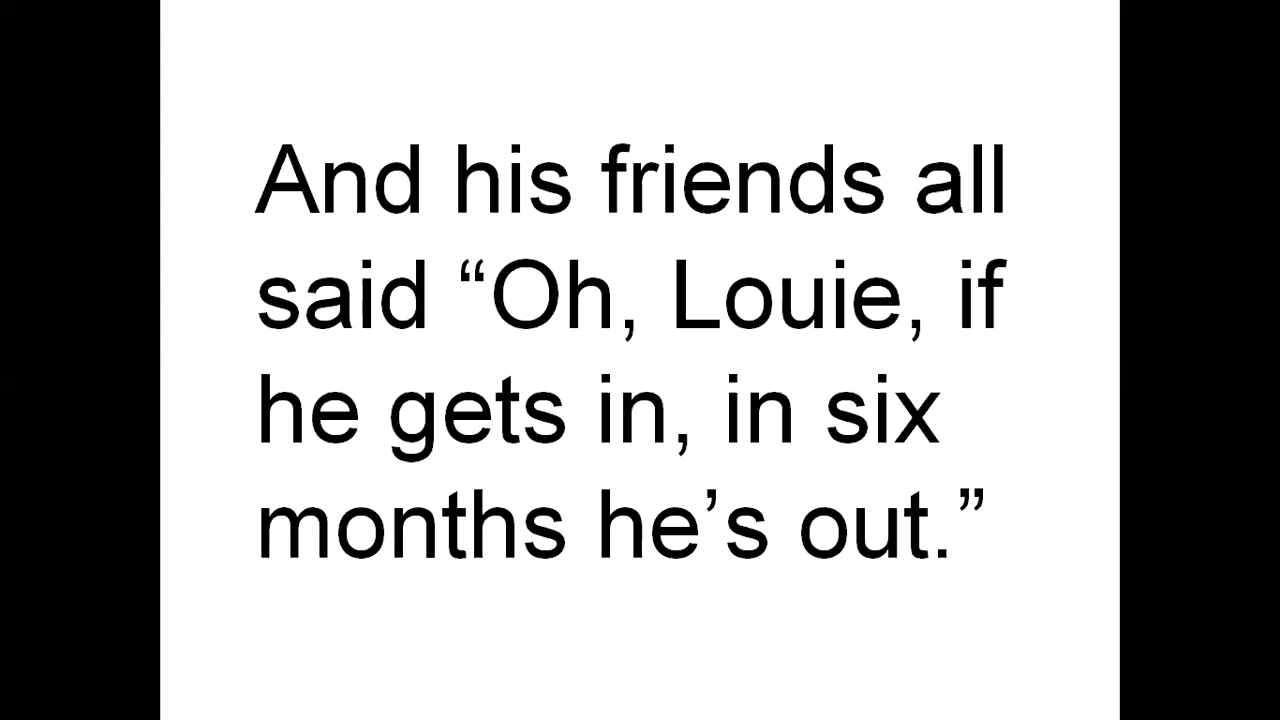 And his friends all
said “Oh, Louie, if
he gets in, in six
months he’s out.”